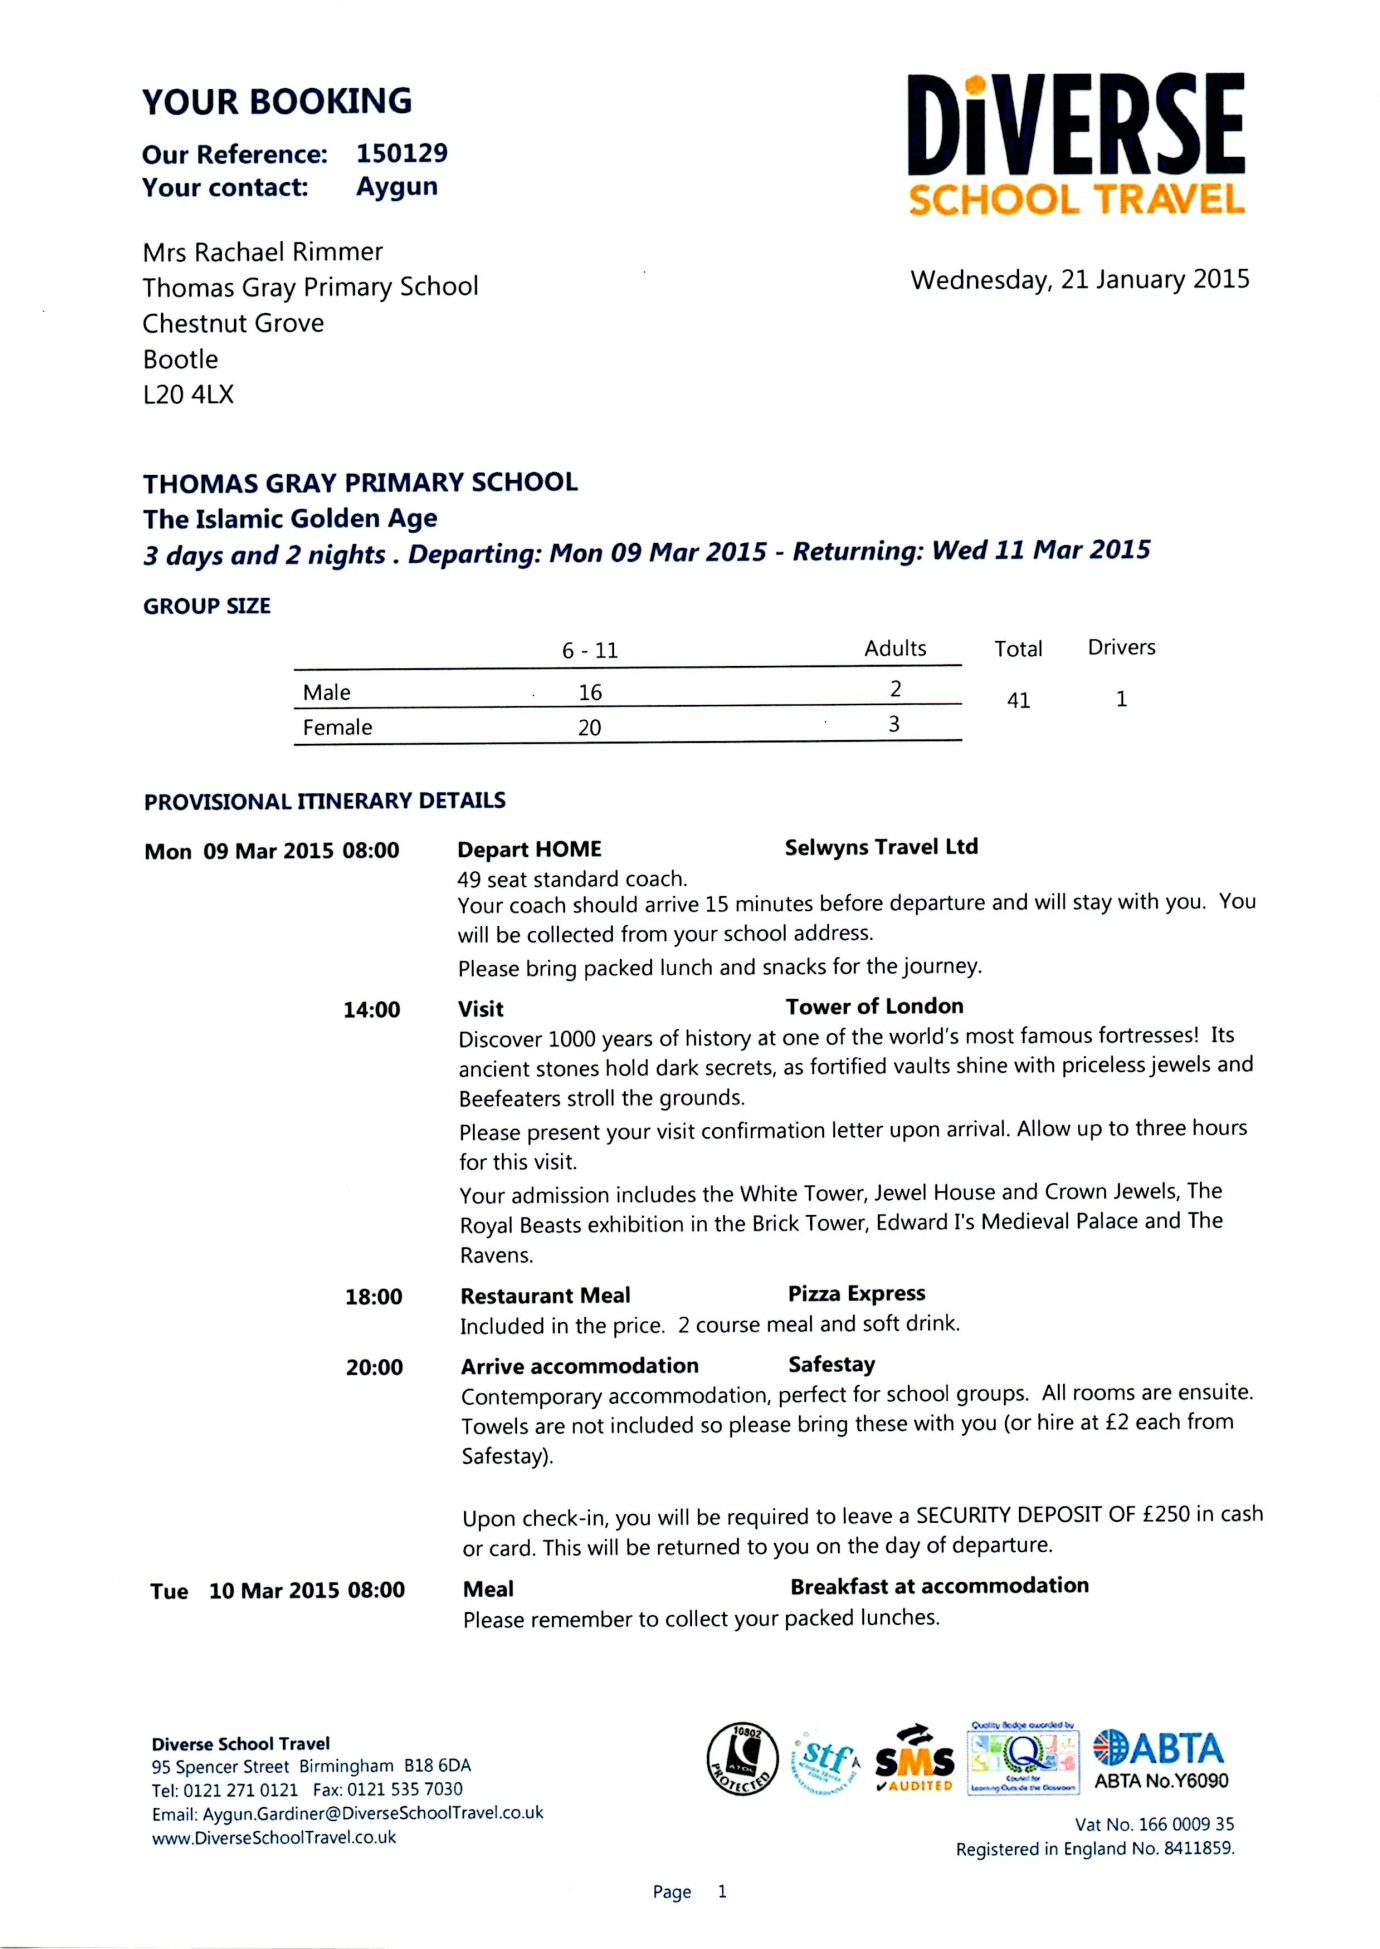 YOUR BOOKING
Our Reference: 150129
Your contact: Aygun
DiVERSE
SCHOOL TRAVEL
Mrs Rachael Rimmer
Thomas Gray Primary School
Chestnut Grove
Bootle
L20 4LX
Wednesday, 21 January 2015
THOMAS GRAY PRIMARY SCHOOL
The Islamic Golden Age
3 days and 2 nights . Departing: Mon 09 Mar 2015 - Returning: Wed 11 Mar 2015
GROUP SIZE
6 - 11 Adults Total Drivers
Male 16 2
41 1
Female 20 3
PROVISIONAL ITINERARY DETAILS
Mon 09 Mar 2015 08:00 Depart HOME Selwyns Travel Ltd
49 seat standard coach.
Your coach should arrive 15 minutes before departure and will stay with you. You
will be collected from your school address.
Please bring packed lunch and snacks for the journey.
14:00 Visit Tower of London
Discover 1000 years of history at one of the world's most famous fortresses! Its
ancient stones hold dark secrets, as fortified vaults shine with priceless jewels and
Beefeaters stroll the grounds.
Please present your visit confirmation letter upon arrival. Allow up to three hours
for this visit.
Your admission includes the White Tower, Jewel House and Crown Jewels, The
Royal Beasts exhibition in the Brick Tower, Edward I's Medieval Palace and The
Ravens.
18:00 Restaurant Meal Pizza Express
Included in the price. 2 course meal and soft drink.
20:00 Arrive accommodation Safestay
Contemporary accommodation, perfect for school groups. All rooms are ensuite.
Towels are not included so please bring these with you (or hire at £2 each from
Safestay).
Upon check-in, you will be required to leave a SECURITY DEPOSIT OF £250 in cash
or card. This will be returned to you on the day of departure.
Tue 10 Mar 2015 08:00 Meal Breakfast at accommodation
Please remember to collect your packed lunches.
Diverse School Travel
95 Spencer Street Birmingham B18 6DA
Tel: 0121 271 0121 Fax: 0121 535 7030
Email: Aygun.Gardiner@DiverseSchoolTravel.co.uk
www.DiverseSchoolTravel.co.uk
10802
ATOL
PROTECTED
stf
SMS
AUDITED
Quality Badge awarded by
Q
Council for
Learning Outside the Classroom
ABTA
ABTA No.Y6090
Vat No. 166 0009 35
Registered in England No. 8411859.
Page 1